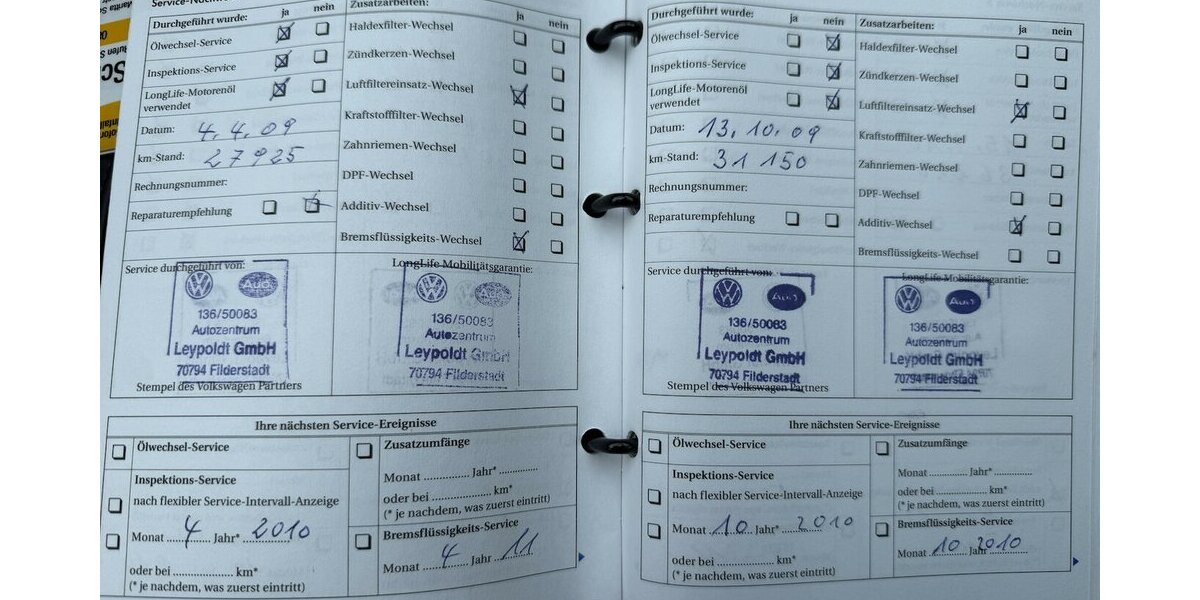 Durchgeführt wurde: ja nein
Ölwechsel-Service
Inspektions-Service
LongLife-Motorenöl
verwendet
Datum: 4.4.09
km-Stand: 27925
Rechnungsnummer:
Reparaturempfehlung
Zusatzarbeiten:
ja nein
Haldexfilter-Wechsel
Zündkerzen-Wechsel
Luftfiltereinsatz-Wechsel
Kraftstofffilter-Wechsel
Zahnriemen-Wechsel
DPF-Wechsel
Additiv-Wechsel
Bremsflüssigkeits-Wechsel
Service durchgeführt von:
136/50083
Autozentrum
Leypoldt GmbH
70794 Filderstadt
Stempel des Volkswagen Partners
LongLife Mobilitätsgarantie:
136/50083
Autozentrum
Leypoldt GmbH
70794 Filderstadt
Ihre nächsten Service-Ereignisse
Ölwechsel-Service
Inspektions-Service
nach flexibler Service-Intervall-Anzeige
Monat 4 Jahr* 2010
oder bei km*
(* je nachdem, was zuerst eintritt)
Zusatzumfänge
Monat Jahr*
oder bei km*
(* je nachdem, was zuerst eintritt)
Bremsflüssigkeits-Service
Monat 4 Jahr 11
Durchgeführt wurde: ja nein
Ölwechsel-Service
Inspektions-Service
LongLife-Motorenöl
verwendet
Datum: 13.10.09
km-Stand: 31 150
Rechnungsnummer:
Reparaturempfehlung
Zusatzarbeiten: ja nein
Haldexfilter-Wechsel
Zündkerzen-Wechsel
Luftfiltereinsatz-Wechsel
Kraftstofffilter-Wechsel
Zahnriemen-Wechsel
DPF-Wechsel
Additiv-Wechsel
Bremsflüssigkeits-Wechsel
Service durchgeführt von:
136/50083
Autozentrum
Leypoldt GmbH
70794 Filderstadt
Stempel des Volkswagen Partners
LongLife Mobilitätsgarantie:
Audi
136/50083
Autozentrum
Leypoldt GmbH
70794 Filderstadt
Ihre nächsten Service-Ereignisse
Ölwechsel-Service
Inspektions-Service
nach flexibler Service-Intervall-Anzeige
Monat 10 Jahr* 2010
oder bei km*
(* je nachdem, was zuerst eintritt)
Zusatzumfänge
Monat Jahr*
oder bei km*
(* je nachdem, was zuerst eintritt)
Bremsflüssigkeits-Service
Monat 10 Jahr 2010